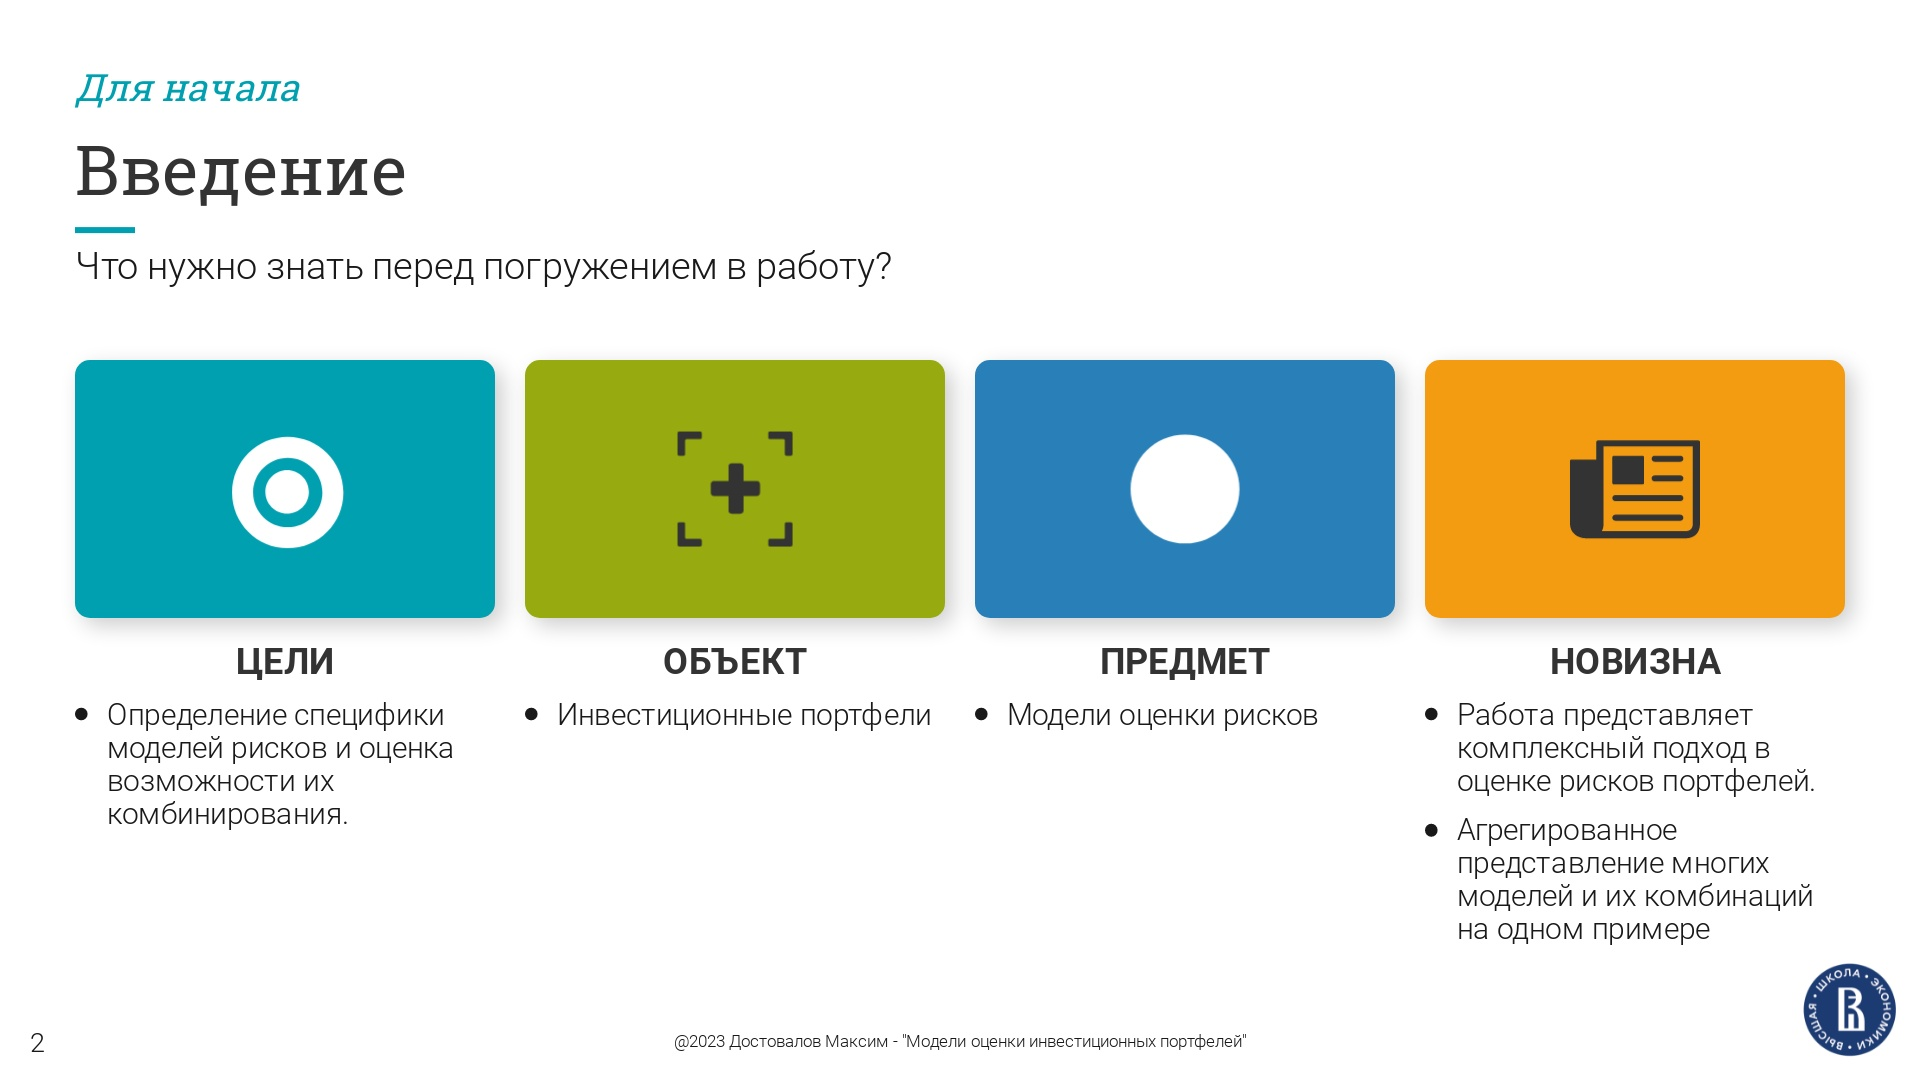 Для начала
Введение
Что нужно знать перед погружением в работу?
ЦЕЛИ
Определение специфики
моделей рисков и оценка
возможности их
комбинирования.
ОБЪЕКТ
Инвестиционные портфели
ПРЕДМЕТ
Модели оценки рисков
НОВИЗНА
Работа представляет
комплексный подход в
оценке рисков портфелей.
Агрегированное
представление многих
моделей и их комбинаций
на одном примере
ВЫСШАЯ • ШКОЛА • ЭКОНОМИКИ •
2
@2023 Достовалов Максим - "Модели оценки инвестиционных портфелей"